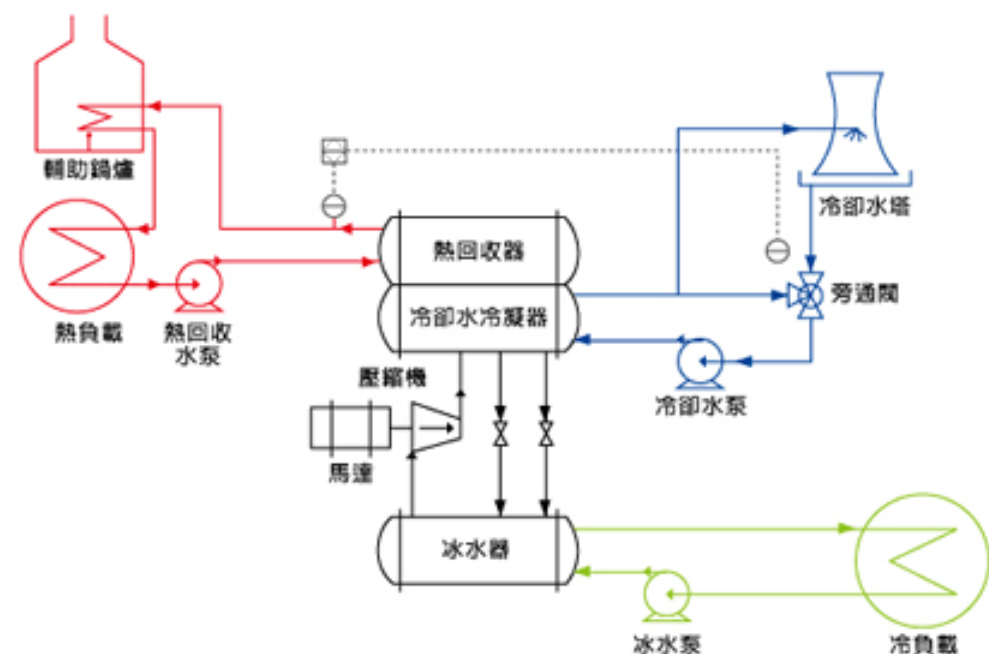 輔助鍋爐
冷卻水塔
熱回收器
旁通閥
冷卻水冷凝器
熱負載
熱回收
水泵
壓縮機
冷卻水泵
馬達
冰水器
冰水泵
冷負載